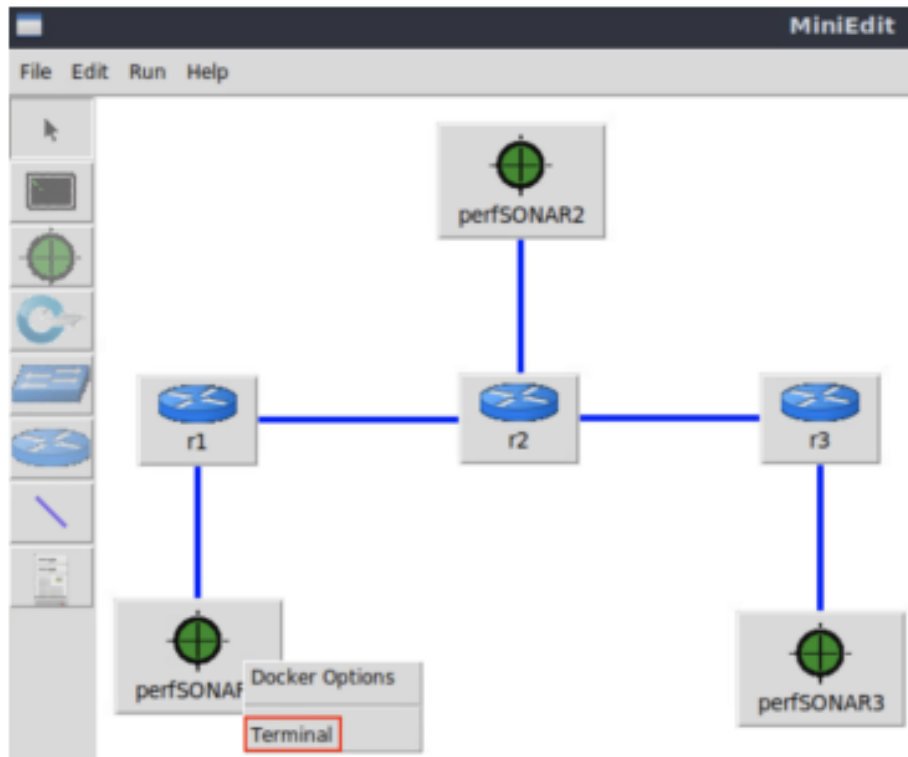 MiniEdit
File Edit Run Help
perfSONAR2
r1
r2
r3
perfSONAR
Docker Options
Terminal
perfSONAR3